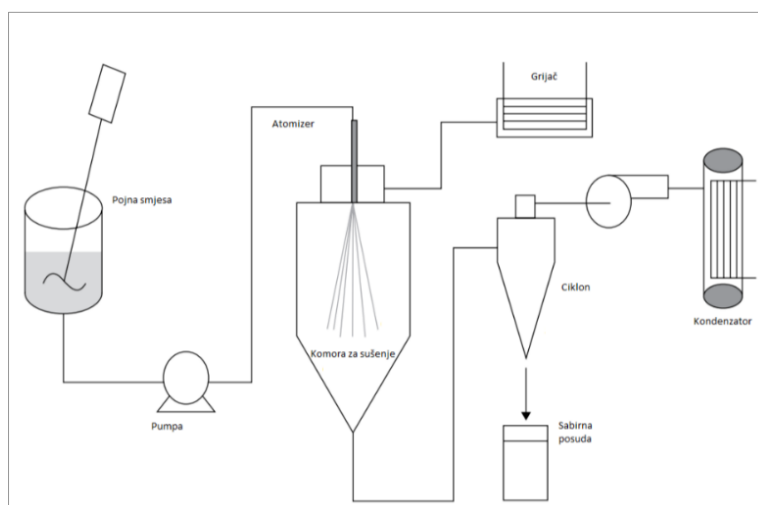 Grijač
Atomizer
Pojna smjesa
Ciklon
Kondenzator
Komora za sušenje
Pumpa
Sabirna
posuda